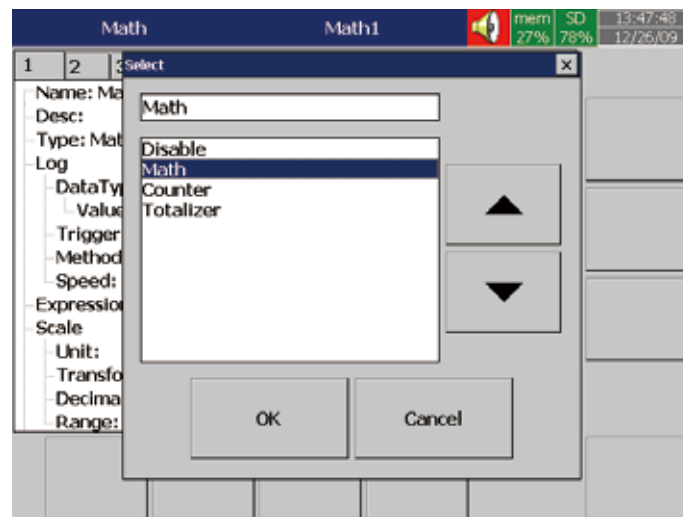 Math Math1 mem 27% SD 78% 13:47:48 12/26/09
1 2 3
Select
Math
Disable
Math
Counter
Totalizer
OK Cancel
Name: Ma
Desc:
Type: Mat
Log
DataTy
Value
Trigger
Method
Speed:
Expression
Scale
Unit:
Transfo
Decima
Range: